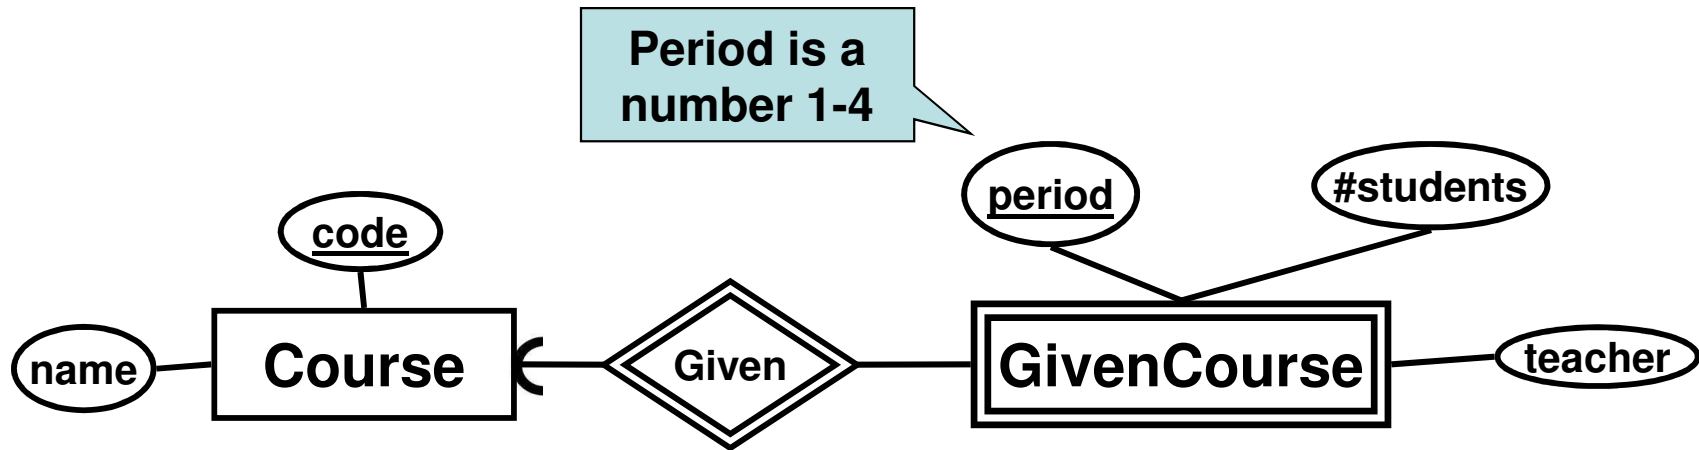 Period is a
number 1-4
period
#students
code
name
Course
Given
GivenCourse
teacher